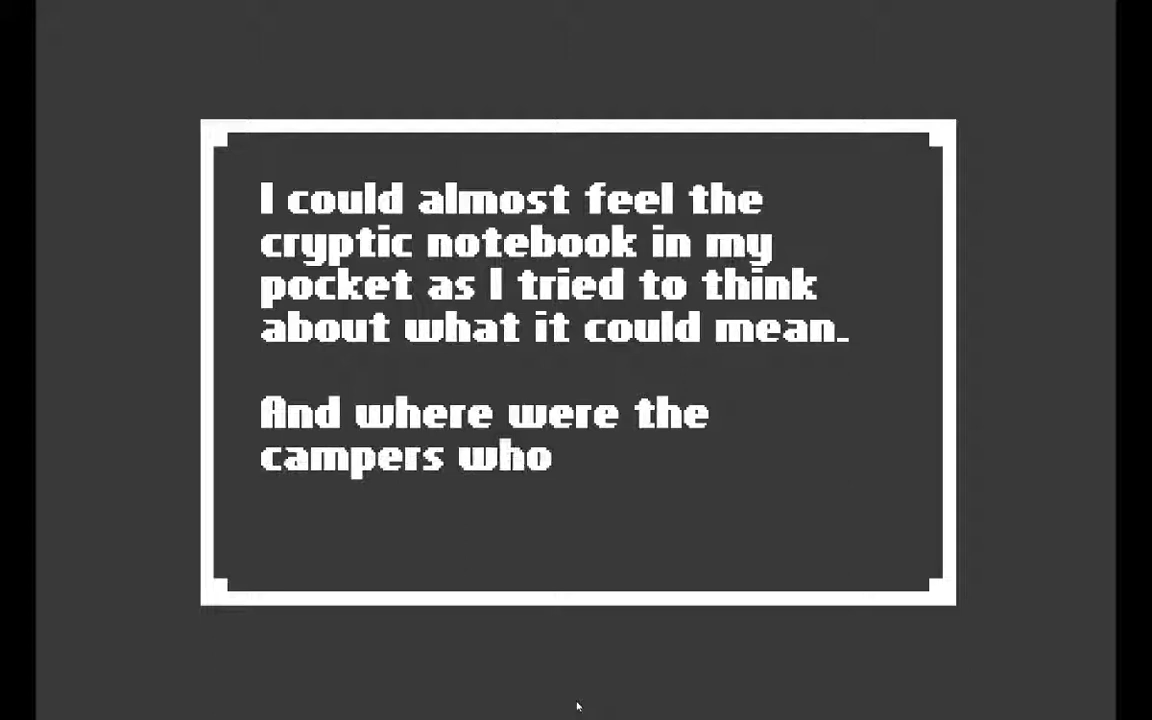 I could almost feel the
cryptic notebook in my
pocket as I tried to think
about what it could mean.
And where were the
campers who